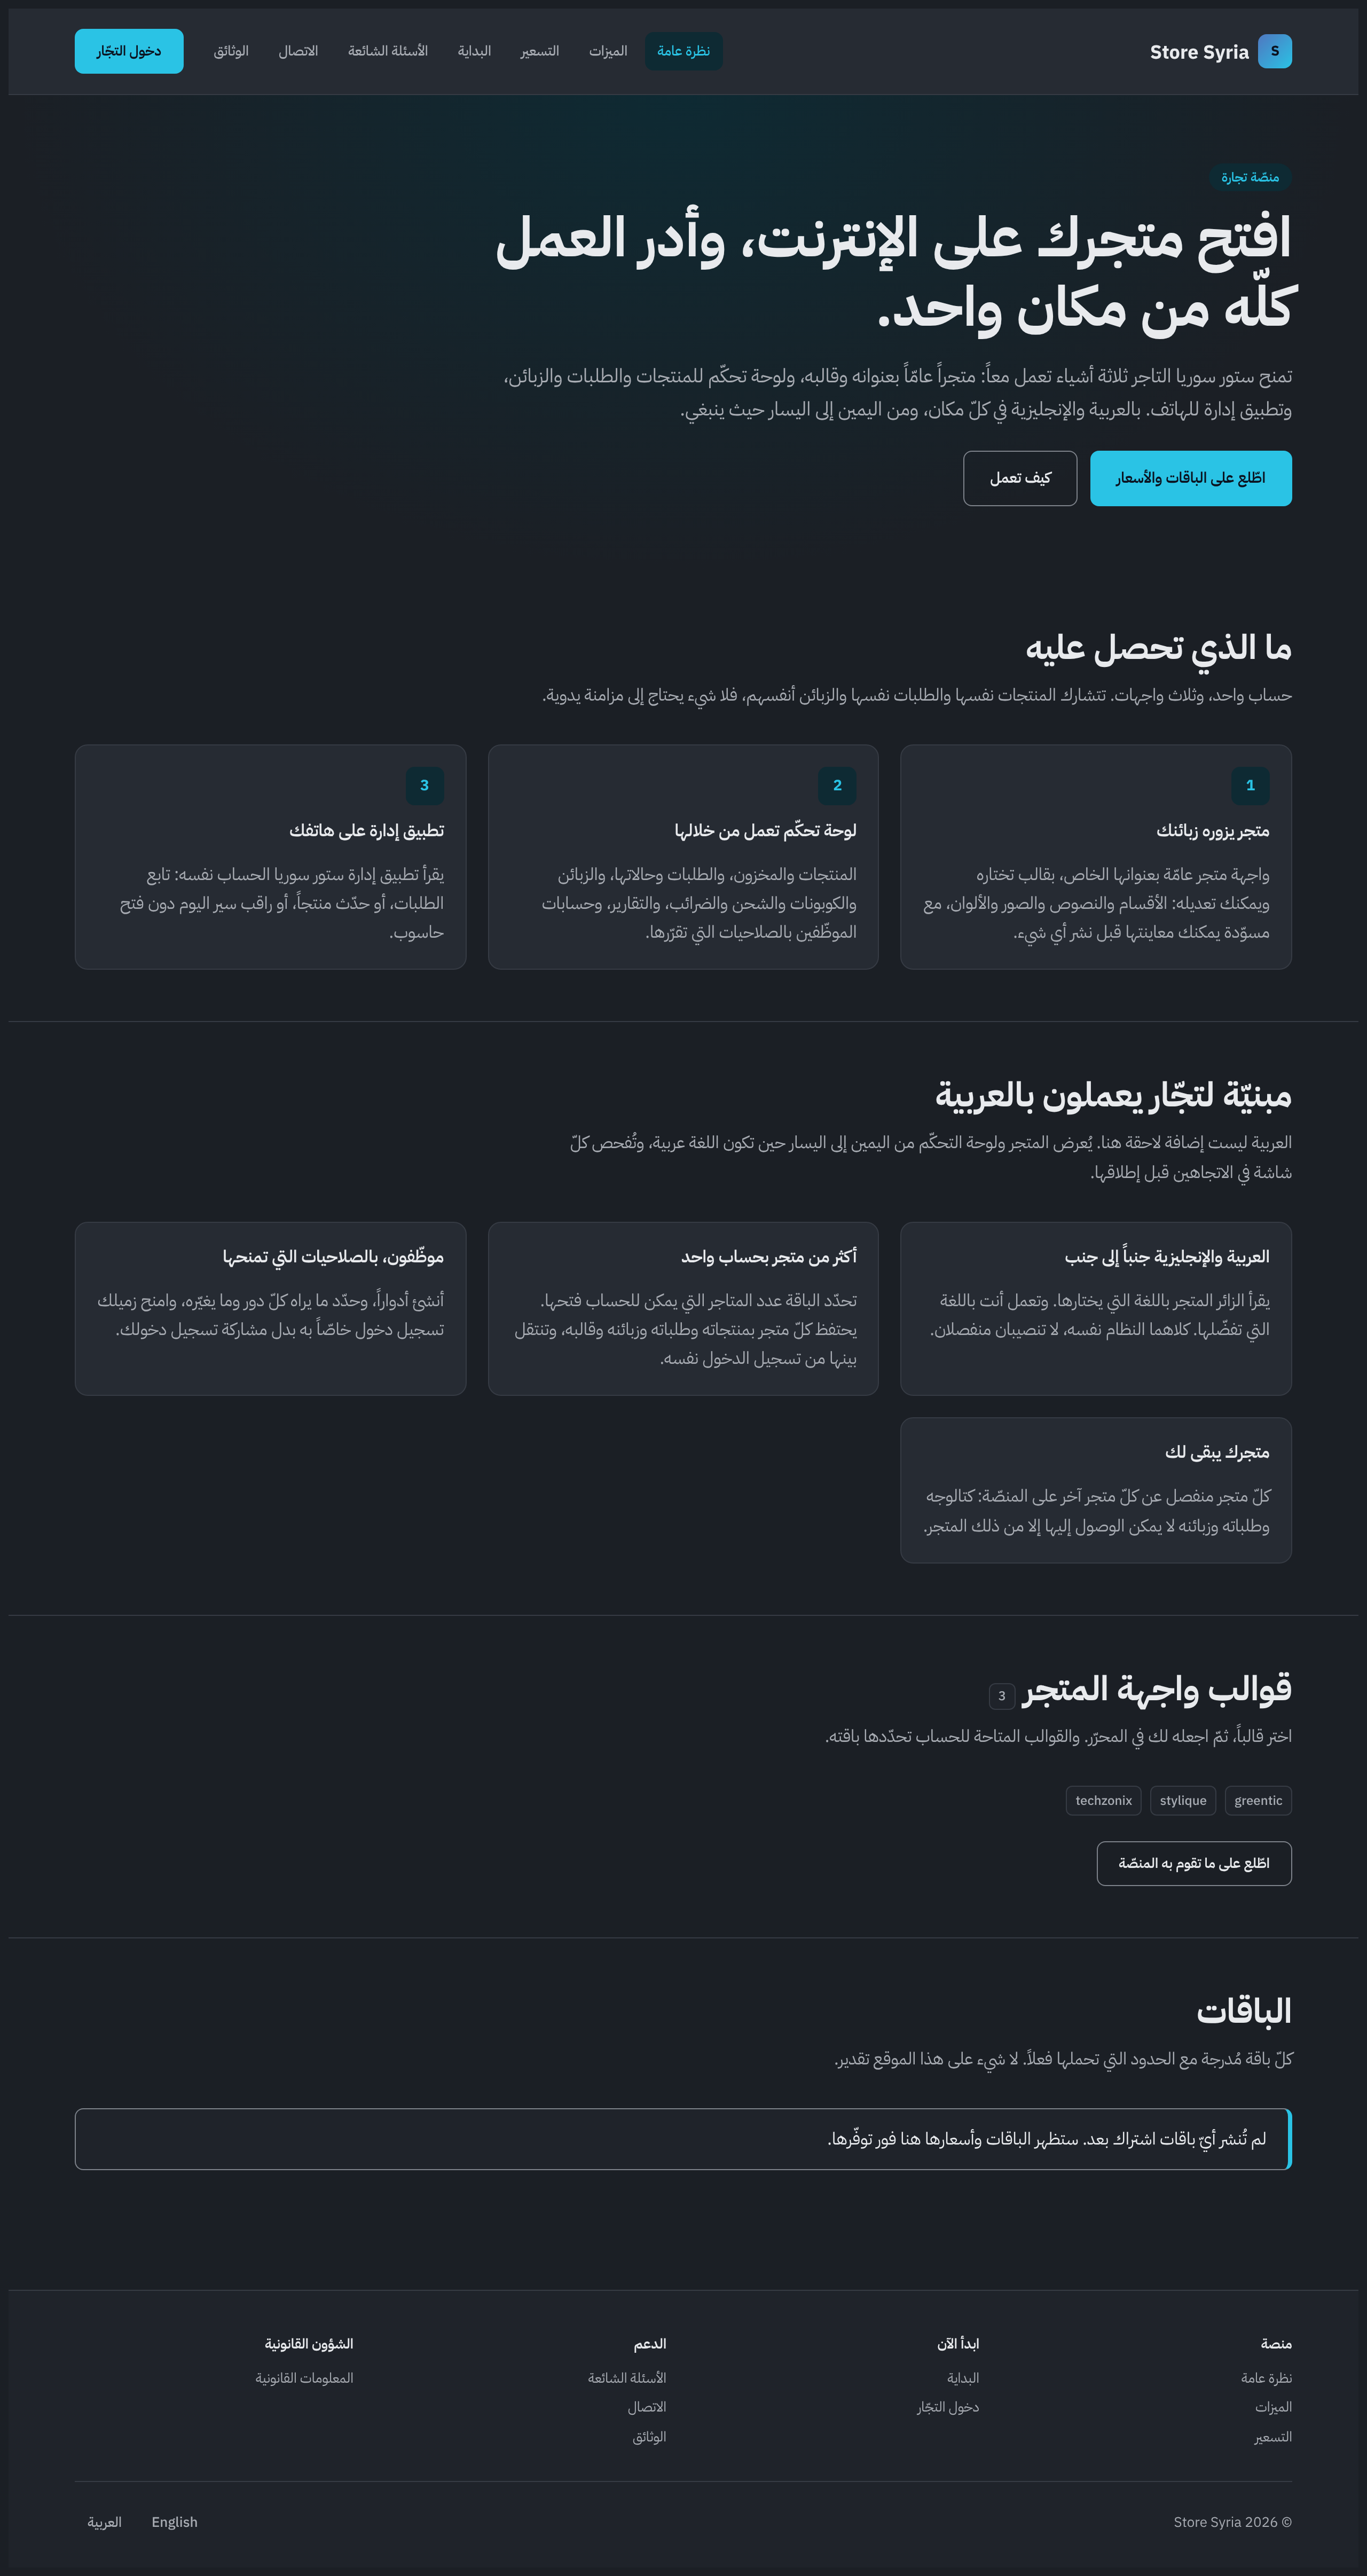 S
Store Syria
نظرة عامة
الميزات
التسعير
البداية
الأسئلة الشائعة
الاتصال
الوثائق
دخول التجّار
منصّة تجارة
افتح متجرك على الإنترنت، وأدر العمل
كلّه من مكان واحد.
تمنح ستور سوريا التاجر ثلاثة أشياء تعمل معاً: متجراً عامّاً بعنوانه وقالبه، ولوحة تحكّم للمنتجات والطلبات والزبائن،
وتطبيق إدارة للهاتف. بالعربية والإنجليزية في كلّ مكان، ومن اليمين إلى اليسار حيث ينبغي.
اطّلع على الباقات والأسعار
كيف تعمل
ما الذي تحصل عليه
حساب واحد، وثلاث واجهات. تتشارك المنتجات نفسها والطلبات نفسها والزبائن أنفسهم، فلا شيء يحتاج إلى مزامنة يدوية.
1
متجر يزوره زبائنك
واجهة متجر عامّة بعنوانها الخاص، بقالب تختاره
ويمكنك تعديله: الأقسام والنصوص والصور والألوان، مع
مسوّدة يمكنك معاينتها قبل نشر أي شيء.
2
لوحة تحكّم تعمل من خلالها
المنتجات والمخزون، والطلبات وحالاتها، والزبائن
والكوبونات والشحن والضرائب، والتقارير، وحسابات
الموظّفين بالصلاحيات التي تقرّرها.
3
تطبيق إدارة على هاتفك
يقرأ تطبيق إدارة ستور سوريا الحساب نفسه: تابع
الطلبات، أو حدّث منتجاً، أو راقب سير اليوم دون فتح
حاسوب.
مبنيّة لتجّار يعملون بالعربية
العربية ليست إضافة لاحقة هنا. يُعرض المتجر ولوحة التحكّم من اليمين إلى اليسار حين تكون اللغة عربية، وتُفحص كلّ
شاشة في الاتجاهين قبل إطلاقها.
العربية والإنجليزية جنباً إلى جنب
يقرأ الزائر المتجر باللغة التي يختارها. وتعمل أنت باللغة
التي تفضّلها. كلاهما النظام نفسه، لا تنصيبان منفصلان.
أكثر من متجر بحساب واحد
تحدّد الباقة عدد المتاجر التي يمكن للحساب فتحها.
يحتفظ كلّ متجر بمنتجاته وطلباته وزبائنه وقالبه، وتنتقل
بينها من تسجيل الدخول نفسه.
موظّفون، بالصلاحيات التي تمنحها
أنشئ أدواراً، وحدّد ما يراه كلّ دور وما يغيّره، وامنح زميلك
تسجيل دخول خاصّاً به بدل مشاركة تسجيل دخولك.
متجرك يبقى لك
كلّ متجر منفصل عن كلّ متجر آخر على المنصّة: كتالوجه
وطلباته وزبائنه لا يمكن الوصول إليها إلا من ذلك المتجر.
قوالب واجهة المتجر 3
اختر قالباً، ثمّ اجعله لك في المحرّر. والقوالب المتاحة للحساب تحدّدها باقته.
greentic
stylique
techzonix
اطّلع على ما تقوم به المنصّة
الباقات
كلّ باقة مُدرجة مع الحدود التي تحملها فعلاً. لا شيء على هذا الموقع تقدير.
لم تُنشر أيّ باقات اشتراك بعد. ستظهر الباقات وأسعارها هنا فور توفّرها.
منصة
نظرة عامة
الميزات
التسعير
ابدأ الآن
البداية
دخول التجّار
الدعم
الأسئلة الشائعة
الاتصال
الوثائق
الشؤون القانونية
المعلومات القانونية
© 2026 Store Syria
English
العربية